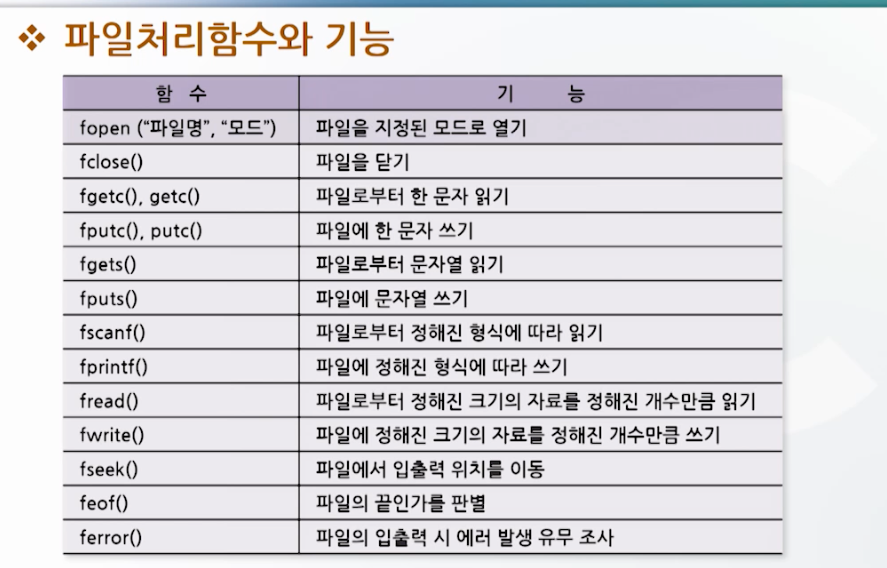 ❖ 파일처리함수와 기능
함 수 기 능
fopen (“파일명”, “모드”) 파일을 지정된 모드로 열기
fclose() 파일을 닫기
fgetc(), getc() 파일로부터 한 문자 읽기
fputc(), putc() 파일에 한 문자 쓰기
fgets() 파일로부터 문자열 읽기
fputs() 파일에 문자열 쓰기
fscanf() 파일로부터 정해진 형식에 따라 읽기
fprintf() 파일에 정해진 형식에 따라 쓰기
fread() 파일로부터 정해진 크기의 자료를 정해진 개수만큼 읽기
fwrite() 파일에 정해진 크기의 자료를 정해진 개수만큼 쓰기
fseek() 파일에서 입출력 위치를 이동
feof() 파일의 끝인가를 판별
ferror() 파일의 입출력 시 에러 발생 유무 조사